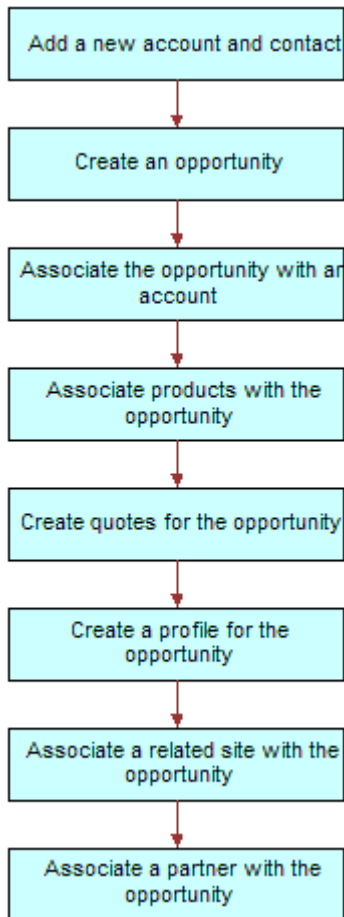 Add a new account and contact
Create an opportunity
Associate the opportunity with an
account
Associate products with the
opportunity
Create quotes for the opportunity
Create a profile for the
opportunity
Associate a related site with the
opportunity
Associate a partner with the
opportunity